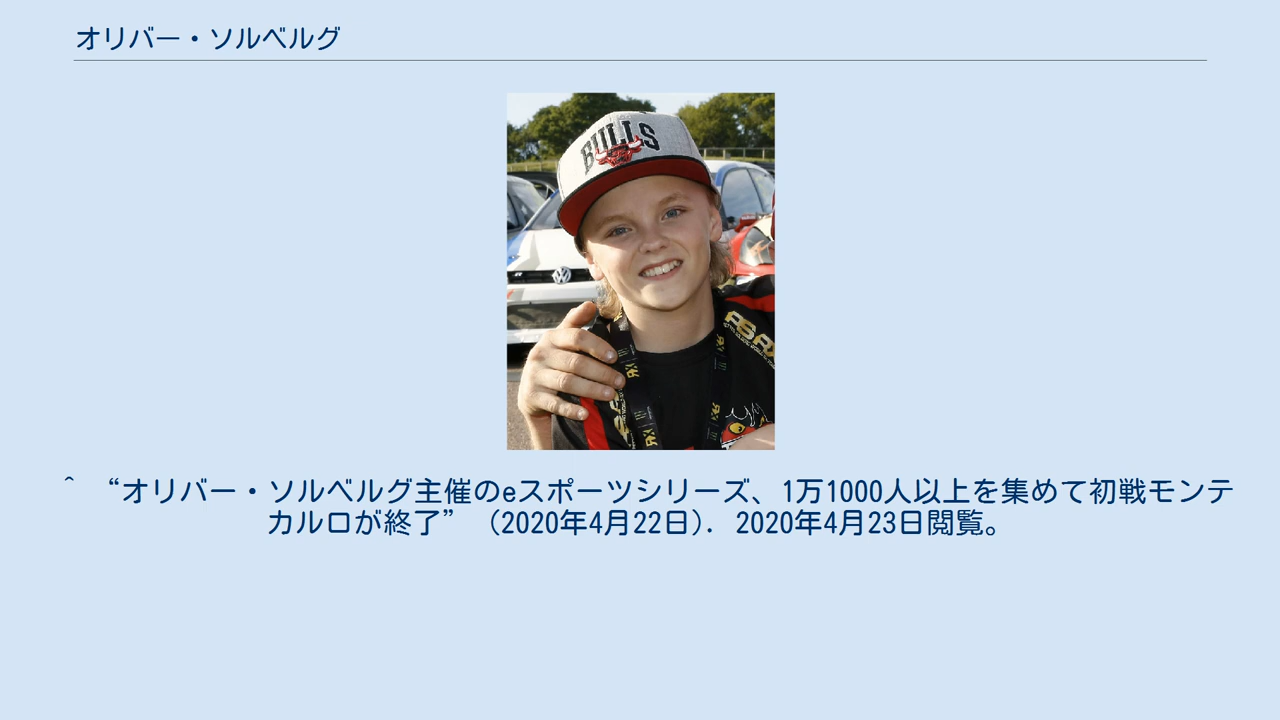 オリバー・ソルベルグ
BULLS
^ “オリバー・ソルベルグ主催のeスポーツシリーズ、1万1000人以上を集めて初戦モンテ
カルロが終了” (2020年4月22日). 2020年4月23日閲覧。